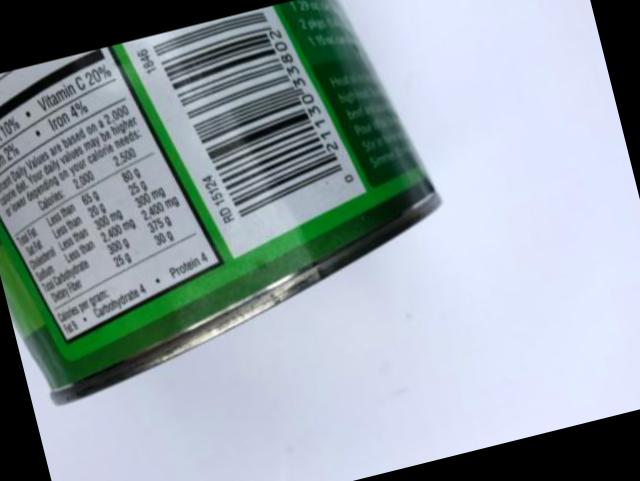 10% • Vitamin C 20%
2% • Iron 4%
Daily Values are based on a 2,000
diet. Your daily values may be higher
or lower depending on your calorie needs:
Calories: 2,000 2,500
Total Fat Less than 65 g 80 g
Sat Fat Less than 20 g 25 g
Cholesterol Less than 300 mg 300 mg
Sodium Less than 2,400 mg 2,400 mg
Total Carbohydrate 300 g 375 g
Dietary Fiber 25 g 30 g
Calories per gram:
Fat 9 • Carbohydrate 4 • Protein 4
1846
RD 15124
0 21130 33802